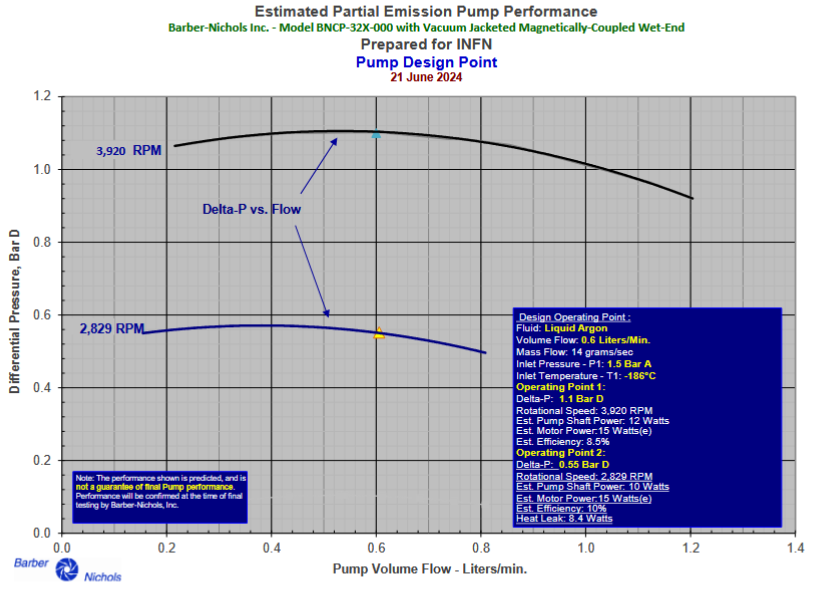 Estimated Partial Emission Pump Performance
Barber-Nichols Inc. - Model BNCP-32X-000 with Vacuum Jacketed Magnetically-Coupled Wet-End
Prepared for INFN
Pump Design Point
21 June 2024
1.2
1.0
0.8
0.6
0.4
0.2
0.0
Differential Pressure, Bar D
3,920 RPM
Delta-P vs. Flow
2,829 RPM
Design Operating Point :
Fluid: Liquid Argon
Volume Flow: 0.6 Liters/Min.
Mass Flow: 14 grams/sec
Inlet Pressure - P1: 1.5 Bar A
Inlet Temperature - T1: -186°C
Operating Point 1:
Delta-P: 1.1 Bar D
Rotational Speed: 3,920 RPM
Est. Pump Shaft Power: 12 Watts
Est. Motor Power:15 Watts(e)
Est. Efficiency: 8.5%
Operating Point 2:
Delta-P: 0.55 Bar D
Rotational Speed: 2,829 RPM
Est. Pump Shaft Power: 10 Watts
Est. Motor Power:15 Watts(e)
Est. Efficiency: 10%
Heat Leak: 8.4 Watts
Note: The performance shown is predicted, and is
not a guarantee of final Pump performance.
Performance will be confirmed at the time of final
testing by Barber-Nichols, Inc.
0.0 0.2 0.4 0.6 0.8 1.0 1.2 1.4
Pump Volume Flow - Liters/min.
Barber
Nichols